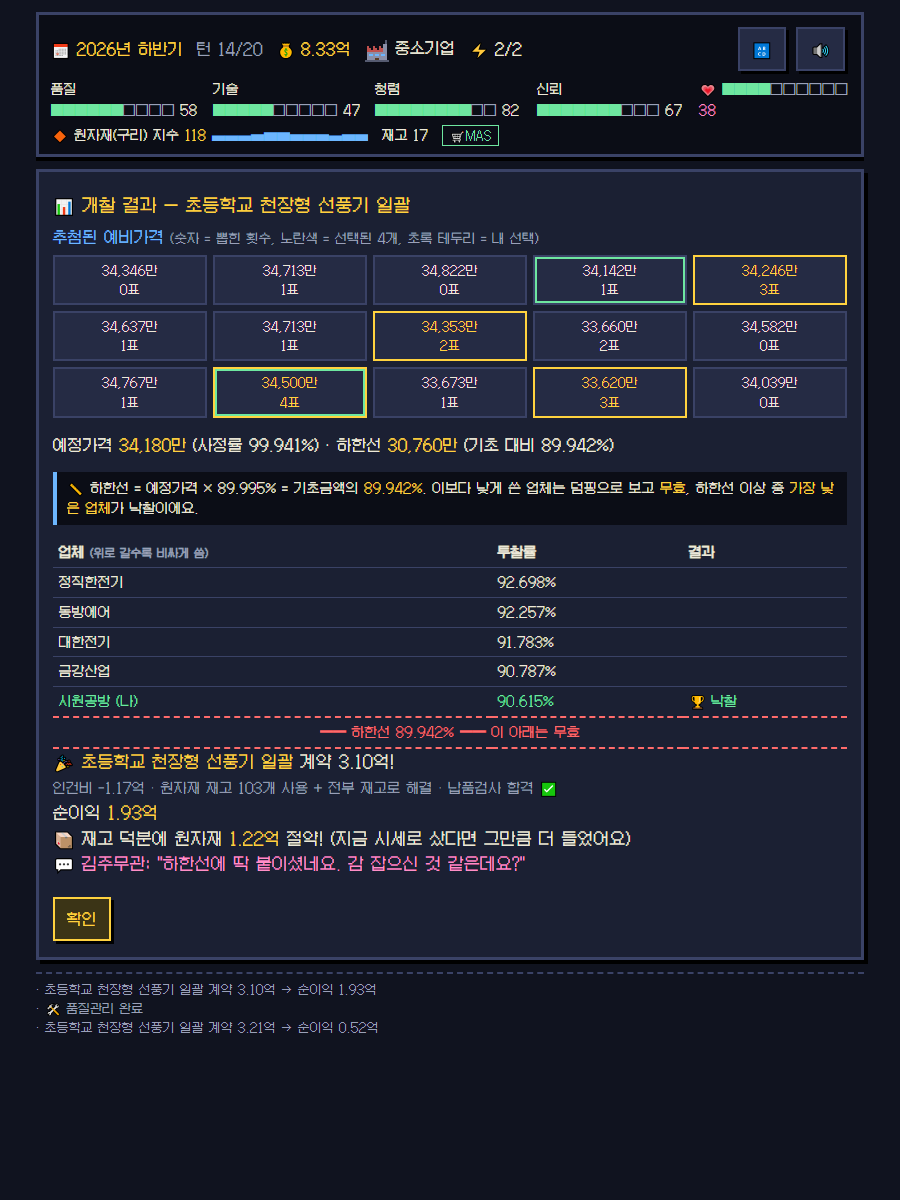 2026년 하반기 턴 14/20 8.33억 중소기업 2/2
품질 기술 청렴 신뢰
58 47 82 67 38
원자재(구리) 지수 118 재고 17 MAS
개찰 결과 — 초등학교 천장형 선풍기 일괄
추첨된 예비가격 (숫자 = 뽑힌 횟수, 노란색 = 선택된 4개, 초록 테두리 = 내 선택)
34,346만 34,713만 34,822만 34,142만 34,246만
0표 1표 0표 1표 3표
34,637만 34,713만 34,353만 33,660만 34,582만
1표 1표 2표 2표 0표
34,767만 34,500만 33,673만 33,620만 34,039만
1표 4표 1표 3표 0표
예정가격 34,180만 (사정률 99.941%) · 하한선 30,760만 (기초 대비 89.942%)
하한선 = 예정가격 × 89.995% = 기초금액의 89.942%. 이보다 낮게 쓴 업체는 덤핑으로 보고 무효, 하한선 이상 중 가장 낮
은 업체가 낙찰이에요.
업체 (위로 갈수록 비싸게 씀) 투찰률 결과
정직한전기 92.698%
동방에어 92.257%
대한전기 91.783%
금강산업 90.787%
시원공방 (나) 90.615% 낙찰
━━ 하한선 89.942% ━━ 이 아래는 무효
초등학교 천장형 선풍기 일괄 계약 3.10억!
인건비 -1.17억 · 원자재 재고 103개 사용 + 전부 재고로 해결 · 납품검사 합격 ✅
순이익 1.93억
재고 덕분에 원자재 1.22억 절약! (지금 시세로 샀다면 그만큼 더 들었어요)
김주무관: "하한선에 딱 붙이셨네요. 감 잡으신 것 같은데요?"
확인
· 초등학교 천장형 선풍기 일괄 계약 3.10억 → 순이익 1.93억
· 품질관리 완료
· 초등학교 천장형 선풍기 일괄 계약 3.21억 → 순이익 0.52억